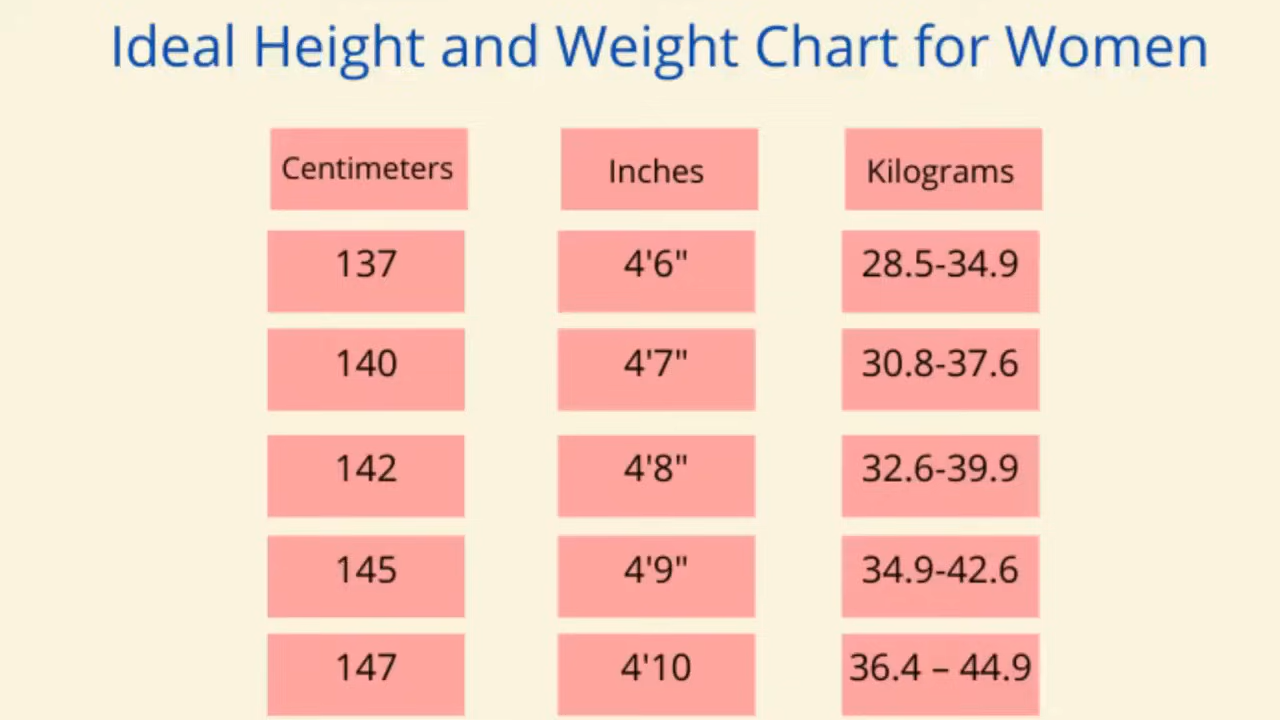 Ideal Height and Weight Chart for Women
Centimeters Inches Kilograms
137 4'6" 28.5-34.9
140 4'7" 30.8-37.6
142 4'8" 32.6-39.9
145 4'9" 34.9-42.6
147 4'10 36.4 – 44.9